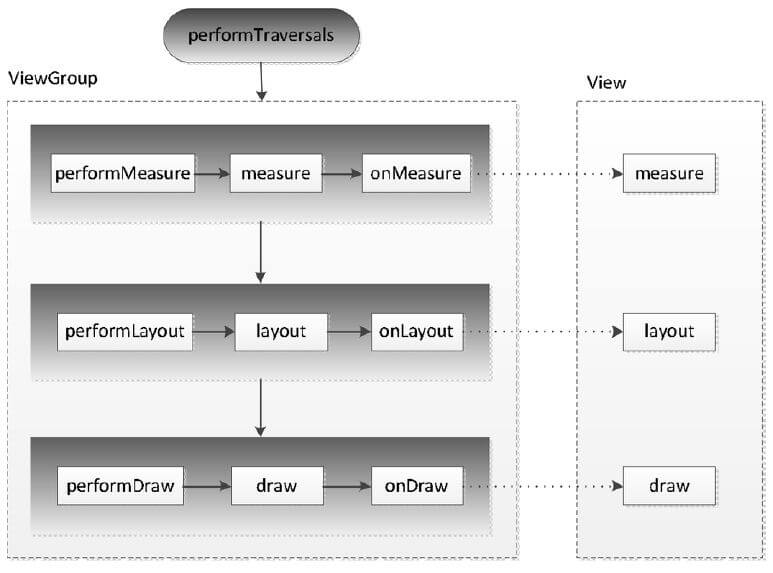 performTraversals
ViewGroup
View
performMeasure
measure
onMeasure
measure
performLayout
layout
onLayout
layout
performDraw
draw
onDraw
draw